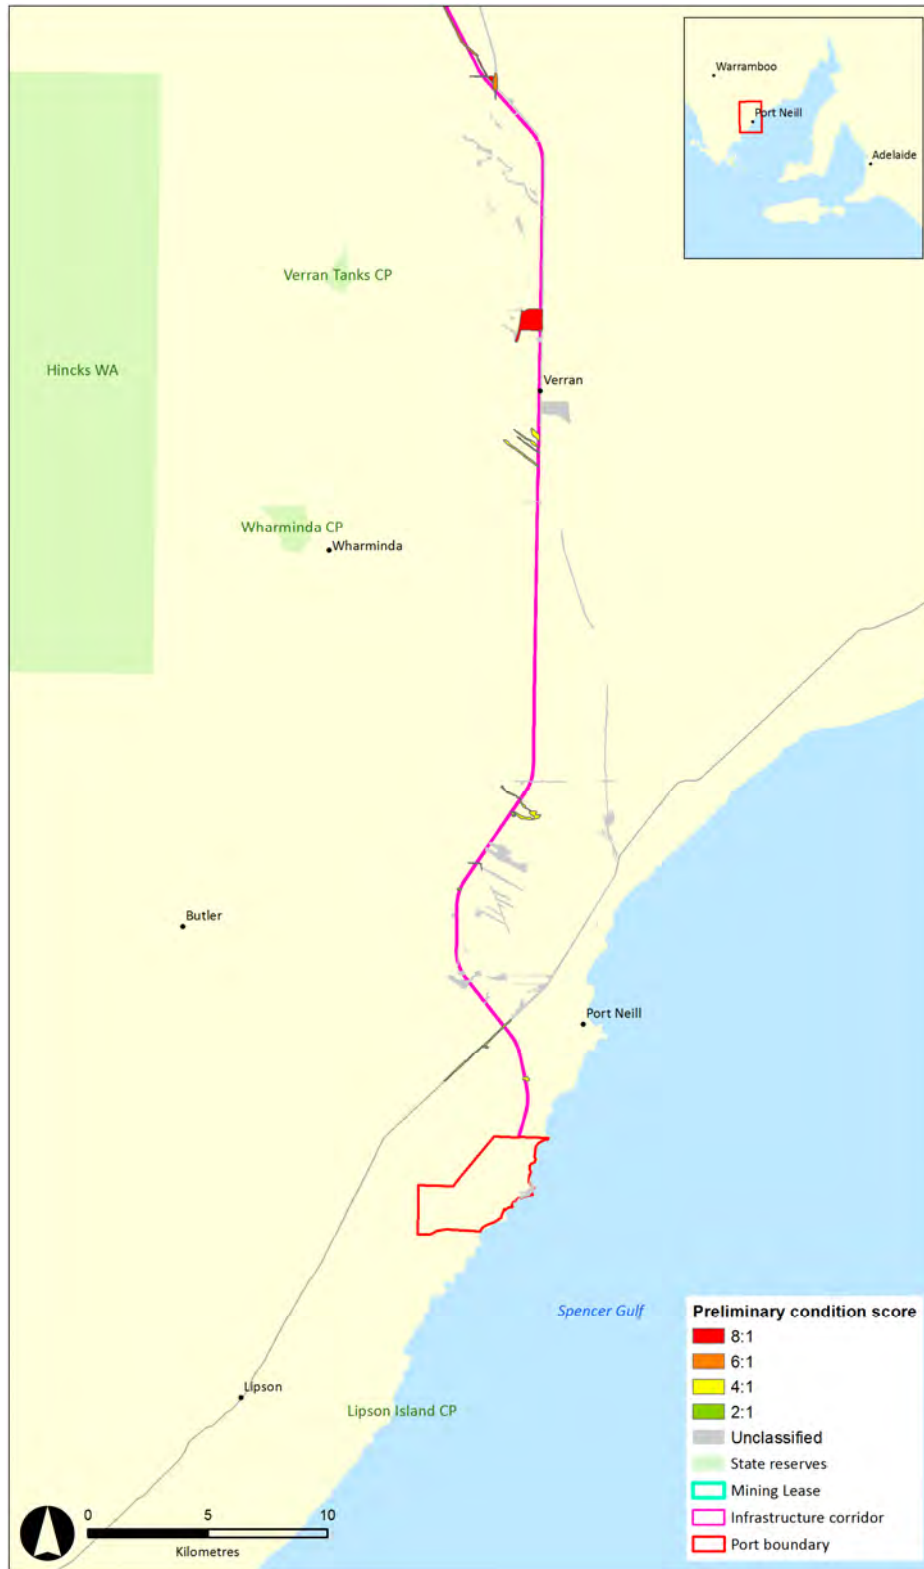 Warramboo
Port Neill
Adelaide
Verran Tanks CP
Hincks WA
Verran
Wharminda CP
Wharminda
Butler
Port Neill
Spencer Gulf
Lipson
Lipson Island CP
Preliminary condition score
8:1
6:1
4:1
2:1
Unclassified
State reserves
Mining Lease
Infrastructure corridor
Port boundary
0 5 10
Kilometres